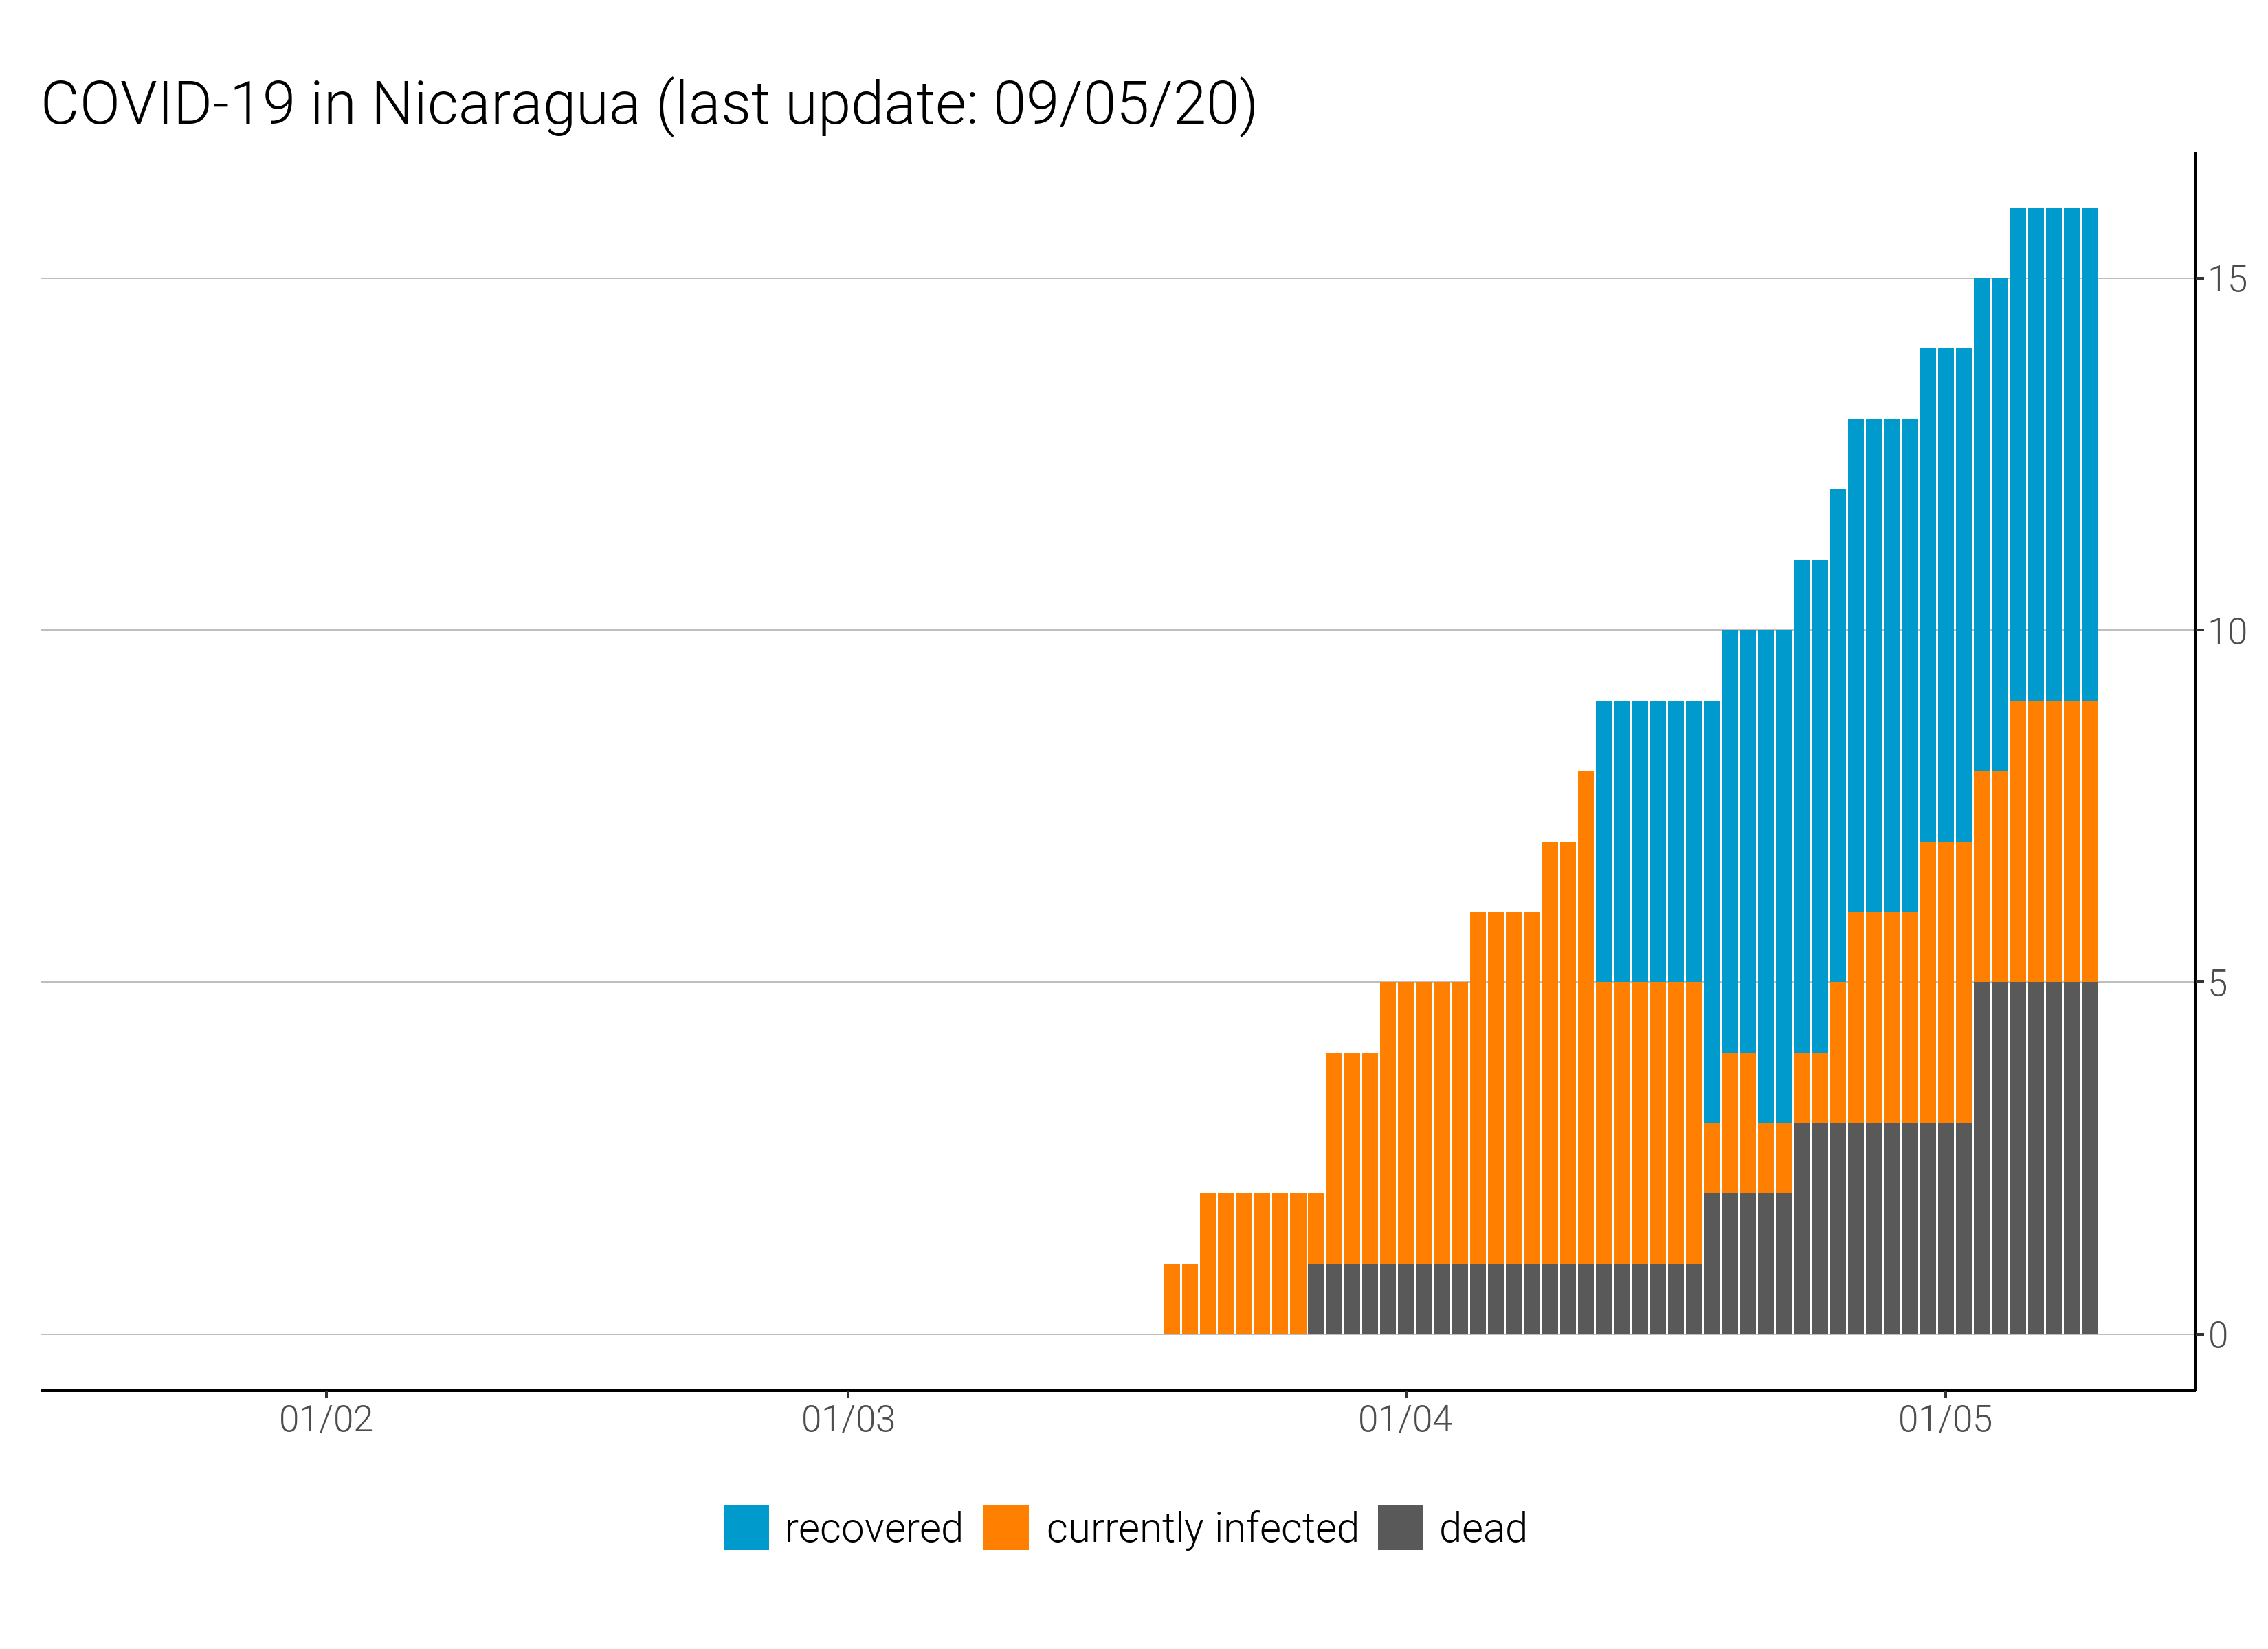 COVID-19 in Nicaragua (last update: 09/05/20)
15
10
5
0
01/02 01/03 01/04 01/05
recovered currently infected dead